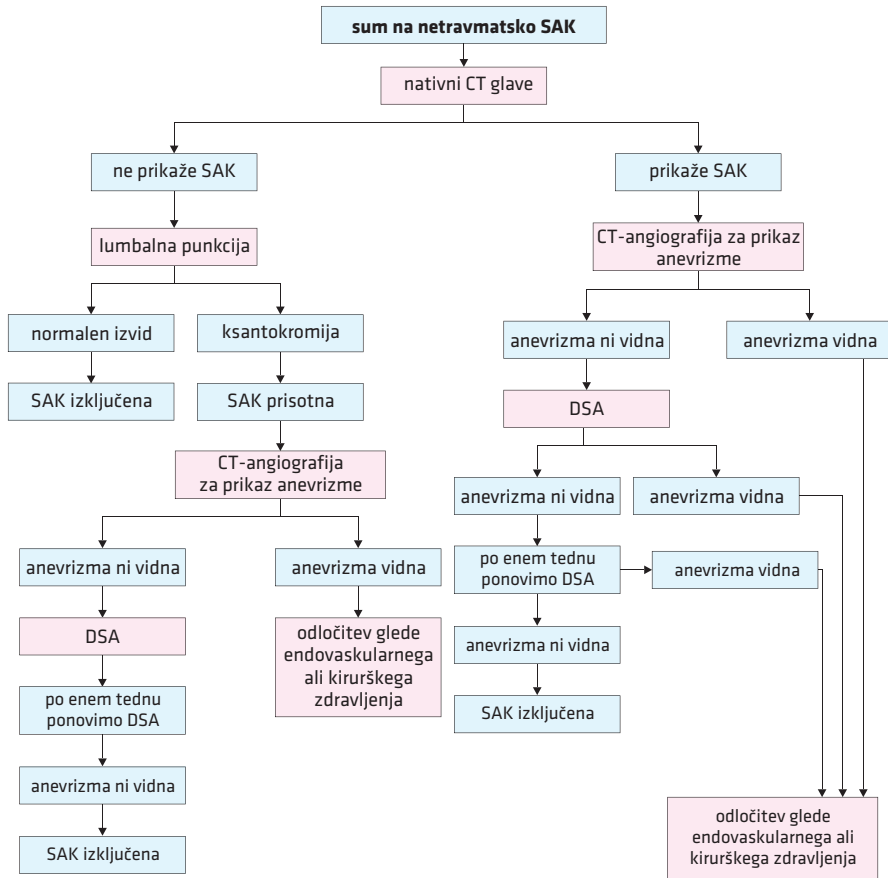 sum na netravmatsko SAK
nativni CT glave
ne prikaže SAK
prikaže SAK
lumbalna punkcija
CT-angiografija za prikaz
anevrizme
normalen izvid
ksantokromija
anevrizma ni vidna
anevrizma vidna
SAK izključena
SAK prisotna
DSA
CT-angiografija
za prikaz anevrizme
anevrizma ni vidna
anevrizma vidna
anevrizma ni vidna
anevrizma vidna
po enem tednu
ponovimo DSA
anevrizma vidna
DSA
odločitev glede
endovaskularnega
ali kirurškega
zdravljenja
anevrizma ni vidna
po enem tednu
ponovimo DSA
SAK izključena
anevrizma ni vidna
SAK izključena
odločitev glede
endovaskularnega ali
kirurškega zdravljenja